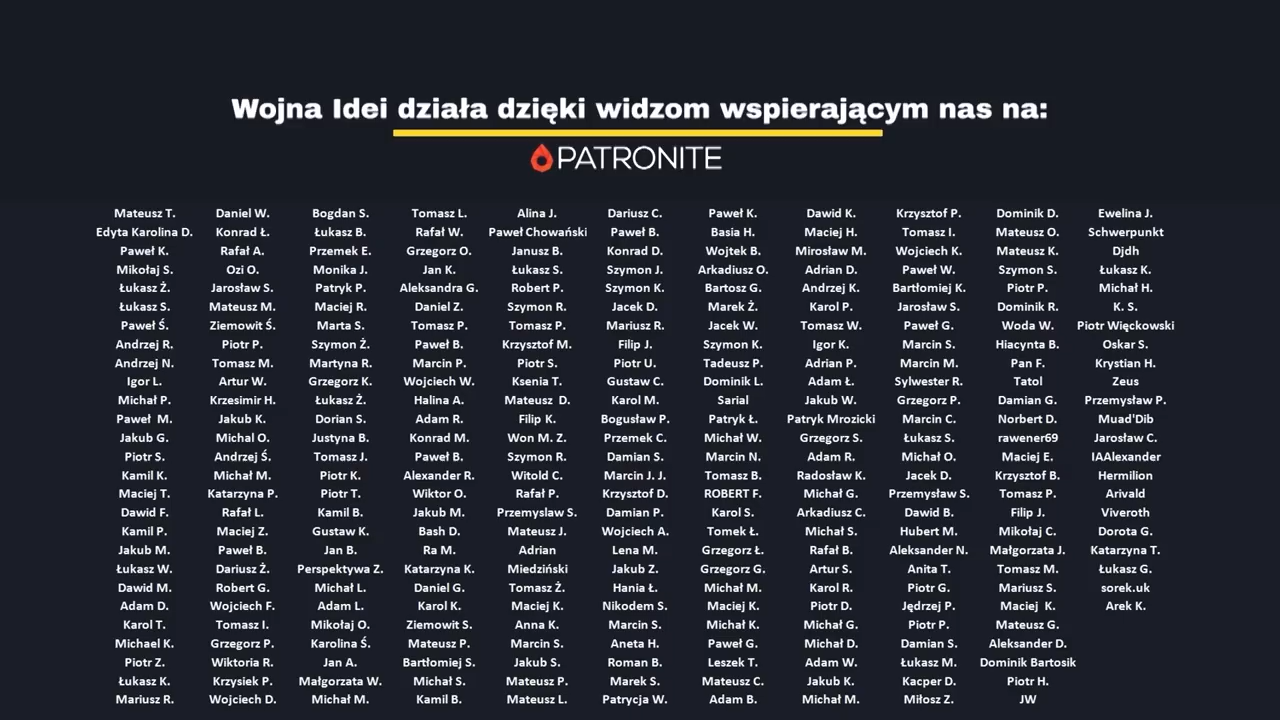 Wojna Idei działa dzięki widzom wspierającym nas na:
PATRONITE
Mateusz T. Daniel W. Bogdan S. Tomasz L. Alina J. Dariusz C. Paweł K. Dawid K. Krzysztof P. Dominik D. Ewelina J.
Edyta Karolina D. Konrad Ł. Łukasz B. Rafał W. Paweł Chowański Paweł B. Basia H. Maciej H. Tomasz I. Mateusz O. Schwerpunkt
Paweł K. Rafał A. Przemek E. Grzegorz O. Janusz B. Konrad D. Wojtek B. Mirosław M. Wojciech K. Mateusz K. Djdh
Mikołaj S. Ozi O. Monika J. Jan K. Łukasz S. Szymon J. Arkadiusz O. Adrian D. Paweł W. Szymon S. Łukasz K.
Łukasz Ż. Jarosław S. Patryk P. Aleksandra G. Robert P. Szymon K. Bartosz G. Andrzej K. Bartłomiej K. Piotr P. Michał H.
Łukasz S. Mateusz M. Maciej R. Daniel Z. Szymon R. Jacek D. Marek Ż. Karol P. Jarosław S. Dominik R. K. S.
Paweł Ś. Ziemowit Ś. Marta S. Tomasz P. Tomasz P. Mariusz R. Jacek W. Tomasz W. Paweł G. Woda W. Piotr Więckowski
Andrzej R. Piotr P. Szymon Ż. Paweł B. Krzysztof M. Filip J. Szymon K. Igor K. Marcin S. Hiacynta B. Oskar S.
Andrzej N. Tomasz M. Martyna R. Marcin P. Piotr S. Piotr U. Tadeusz P. Adrian P. Marcin M. Pan F. Krystian H.
Igor L. Artur W. Grzegorz K. Wojciech W. Ksenia T. Gustaw C. Dominik L. Adam Ł. Sylwester R. Tatol Zeus
Michał P. Krzesimir H. Łukasz Ż. Halina A. Mateusz D. Karol M. Sarial Jakub W. Grzegorz P. Damian G. Przemysław P.
Paweł M. Jakub K. Dorian S. Adam R. Filip K. Bogusław P. Patryk Ł. Patryk Mrozicki Marcin C. Norbert D. Muad'Dib
Jakub G. Michal O. Justyna B. Konrad M. Won M. Z. Przemek C. Michał W. Grzegorz S. Łukasz S. rawener69 Jarosław C.
Piotr S. Andrzej Ś. Tomasz J. Paweł B. Szymon R. Damian S. Marcin N. Adam R. Michał O. Maciej E. IAAlexander
Kamil K. Michał M. Piotr K. Alexander R. Witold C. Marcin J. J. Tomasz B. Radosław K. Jacek D. Krzysztof B. Hermilion
Maciej T. Katarzyna P. Piotr T. Wiktor O. Rafał P. Krzysztof D. ROBERT F. Michał G. Przemysław S. Tomasz P. Arivald
Dawid F. Rafał L. Kamil B. Jakub M. Przemyslaw S. Damian P. Karol S. Arkadiusz C. Dawid B. Filip J. Viveroth
Kamil P. Maciej Z. Gustaw K. Bash D. Mateusz J. Wojciech A. Tomek Ł. Michał S. Hubert M. Mikołaj C. Dorota G.
Jakub M. Paweł B. Jan B. Ra M. Adrian Lena M. Grzegorz Ł. Rafał B. Aleksander N. Małgorzata J. Katarzyna T.
Łukasz W. Dariusz Ż. Perspektywa Z. Katarzyna K. Miedziński Jakub Z. Grzegorz G. Artur S. Anita T. Tomasz M. Łukasz G.
Dawid M. Robert G. Michał L. Daniel G. Tomasz Ż. Hania Ł. Michał M. Karol R. Piotr G. Mariusz S. sorek.uk
Adam D. Wojciech F. Adam L. Karol K. Maciej K. Nikodem S. Maciej K. Piotr D. Jędrzej P. Maciej K. Arek K.
Karol T. Tomasz I. Mikołaj O. Ziemowit S. Anna K. Marcin S. Michał K. Michał G. Piotr P. Mateusz G.
Michael K. Grzegorz P. Karolina Ś. Mateusz P. Marcin S. Aneta H. Paweł G. Michał D. Damian S. Aleksander D.
Piotr Z. Wiktoria R. Jan A. Bartłomiej S. Jakub S. Roman B. Leszek T. Adam W. Łukasz M. Dominik Bartosik
Łukasz K. Krzysiek P. Małgorzata W. Michał S. Mateusz P. Marek S. Mateusz C. Jakub K. Kacper D. Piotr H.
Mariusz R. Wojciech D. Michał M. Kamil B. Mateusz L. Patrycja W. Adam B. Michał M. Miłosz Z. JW